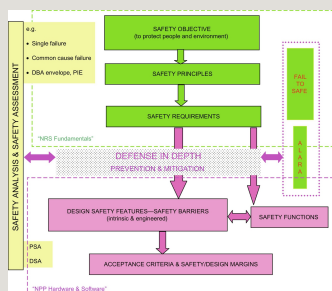 SAFETY ANALYSIS& SAFETY ASSESSMENT
e.g.
• Single failure
• Common cause failure
• DBA envelope, PIE
SAFETY OBJECTIVE
(to protect people and environment)
SAFETY PRINCIPLES
SAFETY REQUIREMENTS
FAIL
TO
SAFE
"NRS Fundamentals"
A
L
A
R
A
DEFENSE IN DEPTH
PREVENTION & MITIGATION
DESIGN SAFETY FEATURES—SAFETY BARRIERS
(intrinsic & engineered)
SAFETY FUNCTIONS
PSA
DSA
ACCEPTANCE CRITERIA & SAFETY/DESIGN MARGINS
"NPP Hardware & Software"